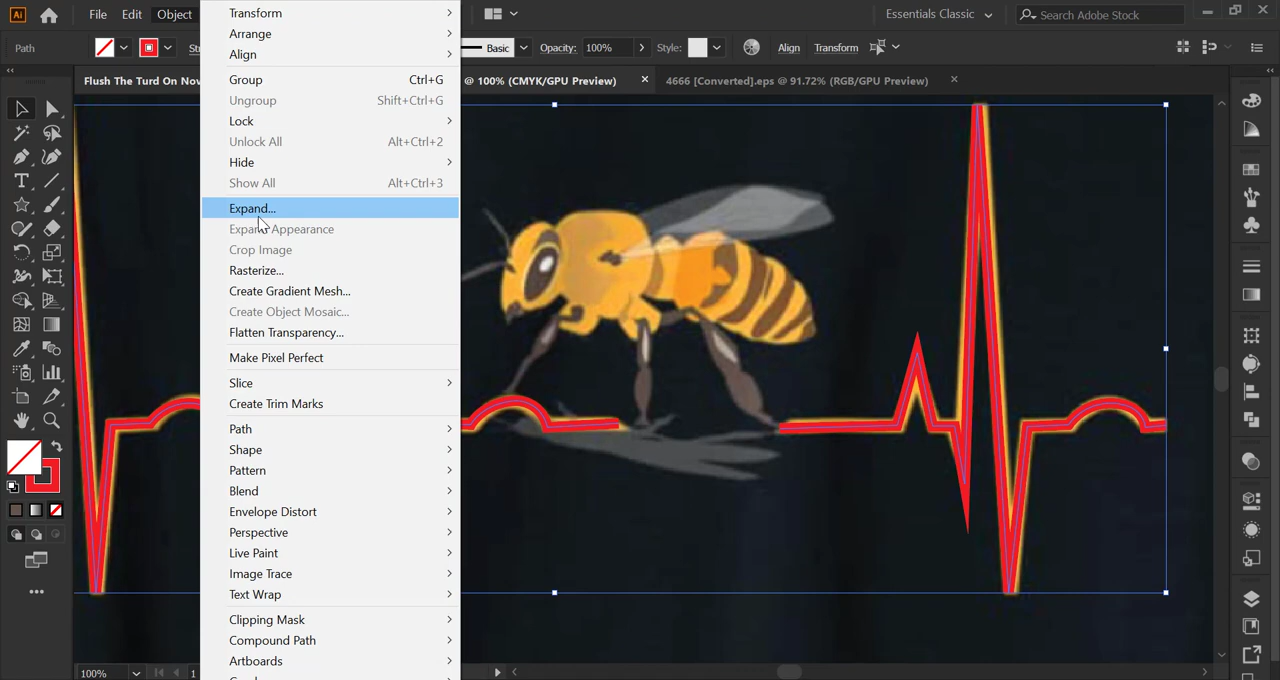 Ai File Edit Object Essentials Classic Search Adobe Stock
Path Basic Opacity: 100% Style: Align Transform
Flush The Turd On Nov @ 100% (CMYK/GPU Preview) × 4666 [Converted].eps @ 91.72% (RGB/GPU Preview) ×
Transform
Arrange
Align
Group Ctrl+G
Ungroup Shift+Ctrl+G
Lock
Unlock All Alt+Ctrl+2
Hide
Show All Alt+Ctrl+3
Expand...
Expand Appearance
Crop Image
Rasterize...
Create Gradient Mesh...
Create Object Mosaic...
Flatten Transparency...
Make Pixel Perfect
Slice
Create Trim Marks
Path
Shape
Pattern
Blend
Envelope Distort
Perspective
Live Paint
Image Trace
Text Wrap
Clipping Mask
Compound Path
Artboards
100% 1